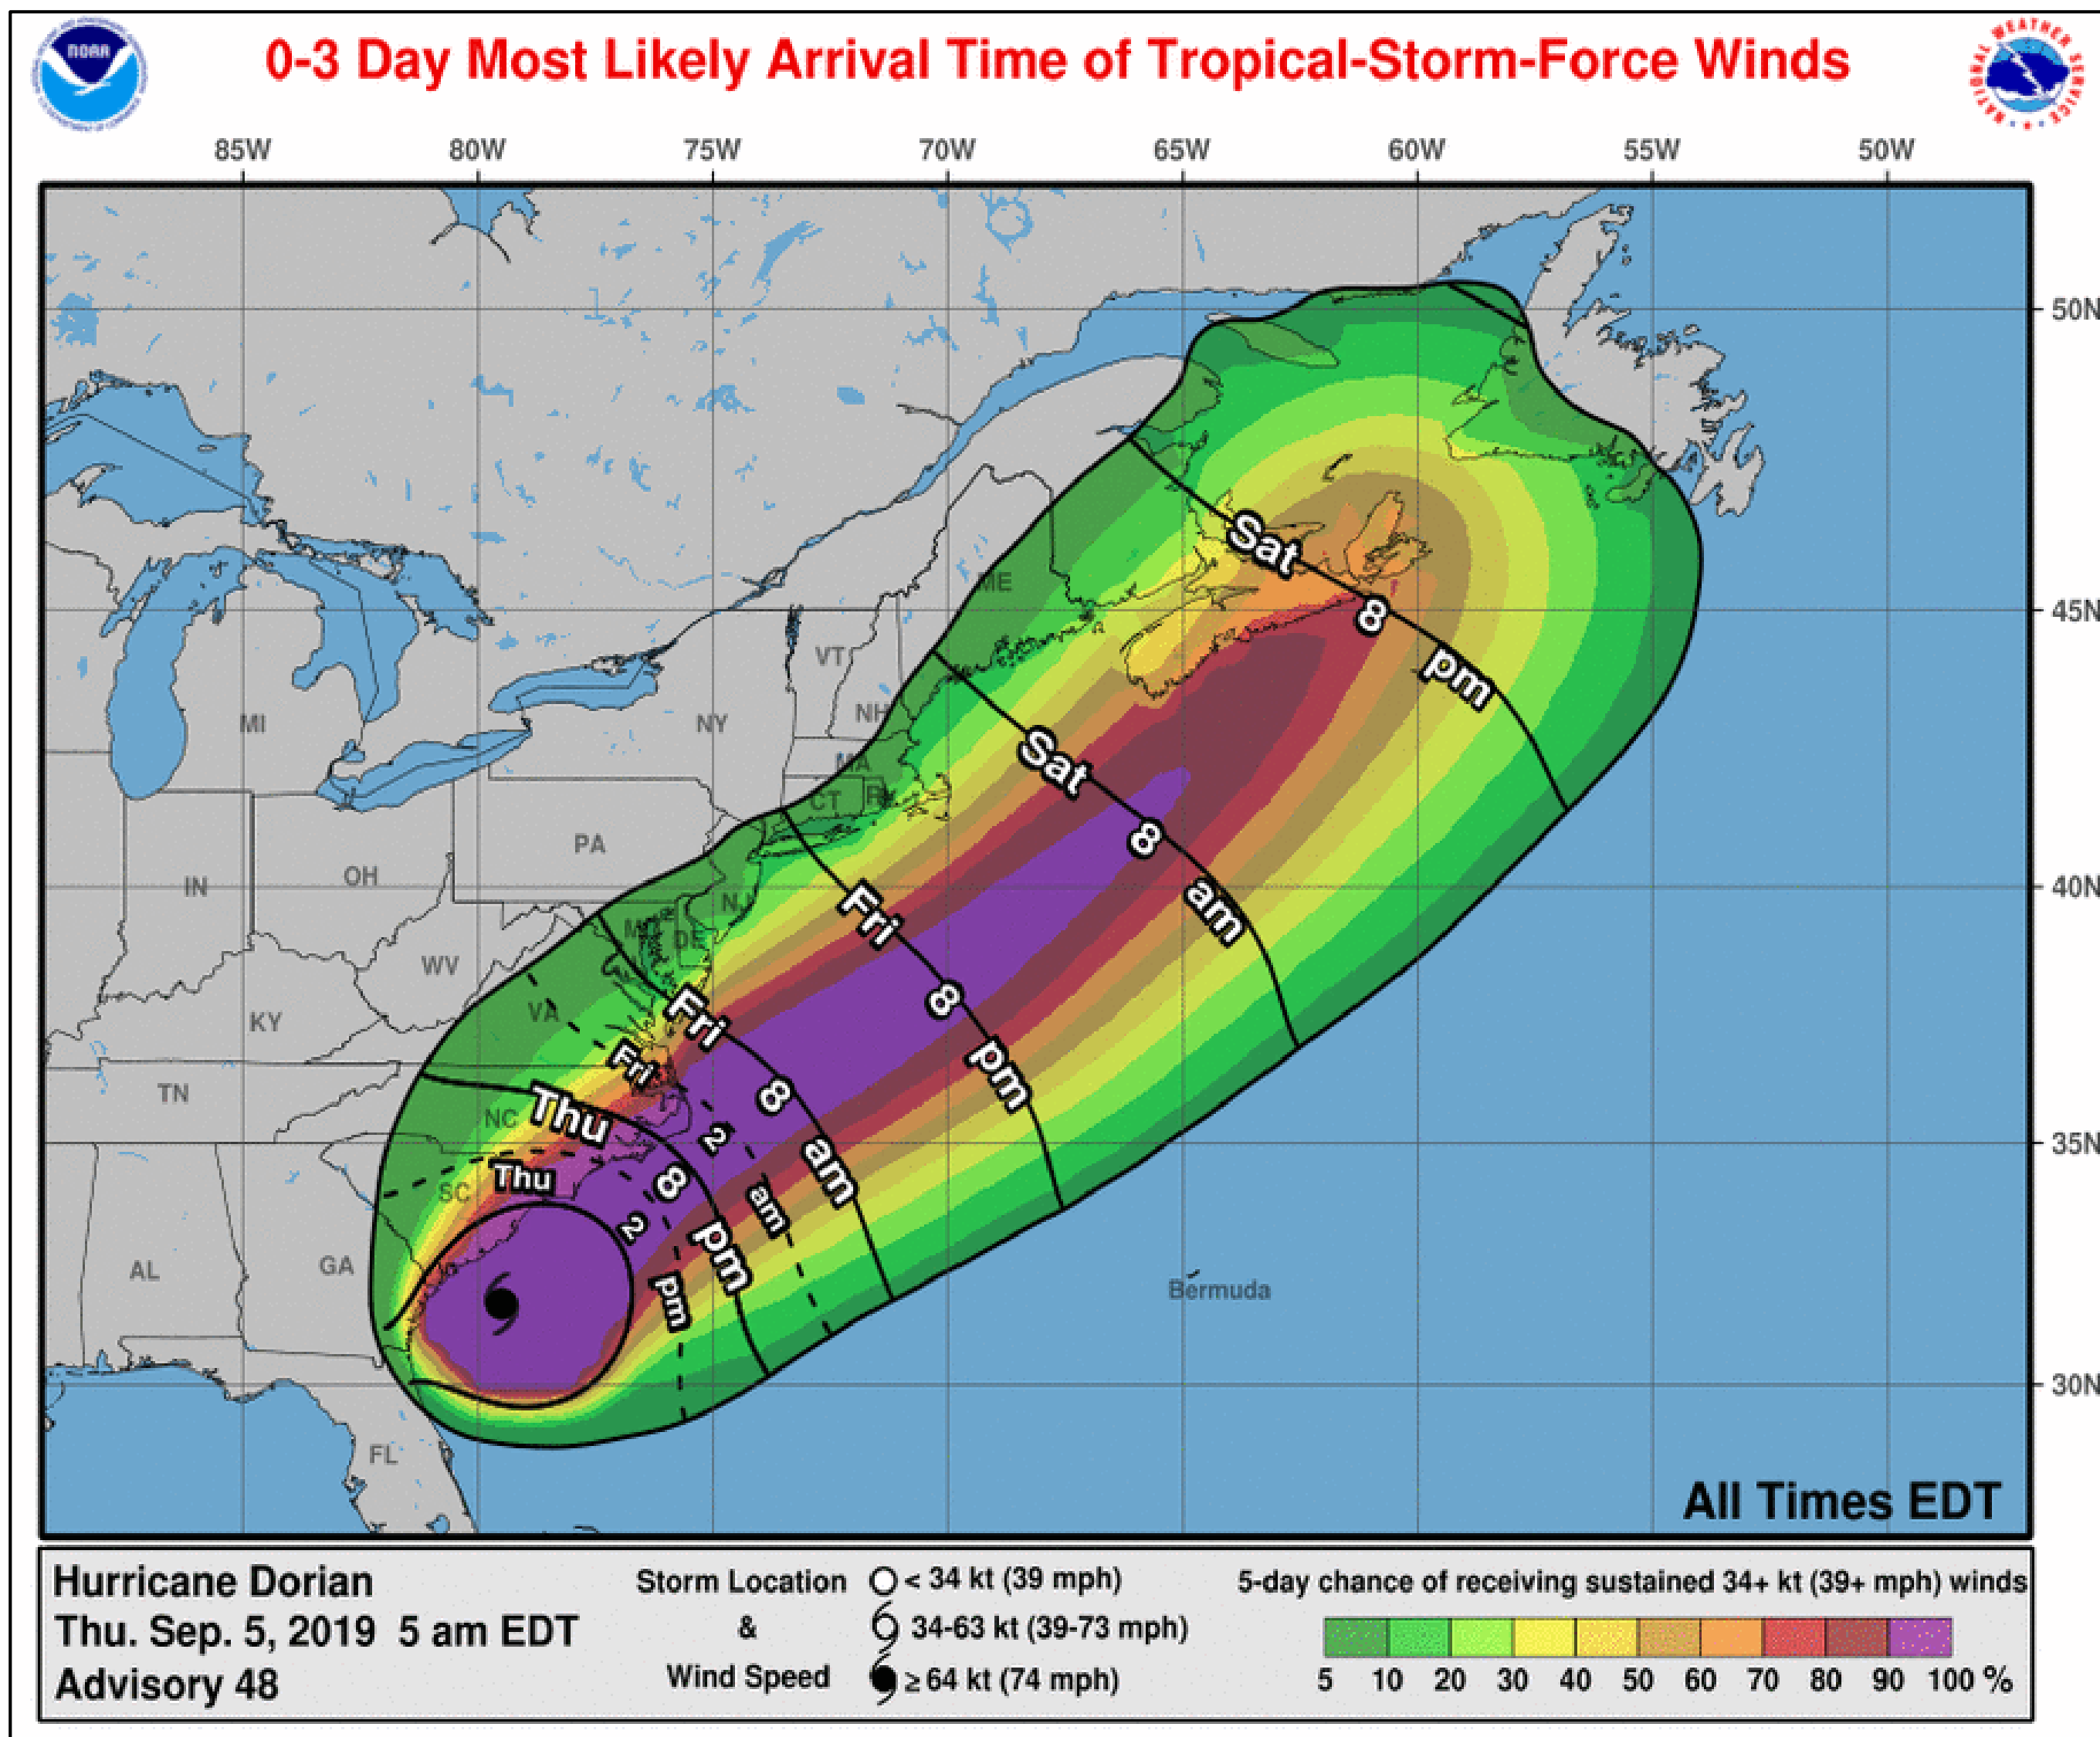 NOAA
0-3 Day Most Likely Arrival Time of Tropical-Storm-Force Winds
NATIONAL WEATHER SERVICE
85W 80W 75W 70W 65W 60W 55W 50W
50N
45N
40N
35N
30N
ME
VT
NH
NY
MI
MA
CT
RI
PA
NJ
OH
IN
DE
WV
VA
KY
TN
NC
SC
AL
GA
FL
Bermuda
Sat 8 pm
Sat 8 am
Fri 8 pm
Fri 8 am
Fri 2 am
Thu 8 pm
Thu 2 pm
All Times EDT
Hurricane Dorian
Thu. Sep. 5, 2019 5 am EDT
Advisory 48
Storm Location
&
Wind Speed
< 34 kt (39 mph)
34-63 kt (39-73 mph)
≥ 64 kt (74 mph)
5-day chance of receiving sustained 34+ kt (39+ mph) winds
5 10 20 30 40 50 60 70 80 90 100 %